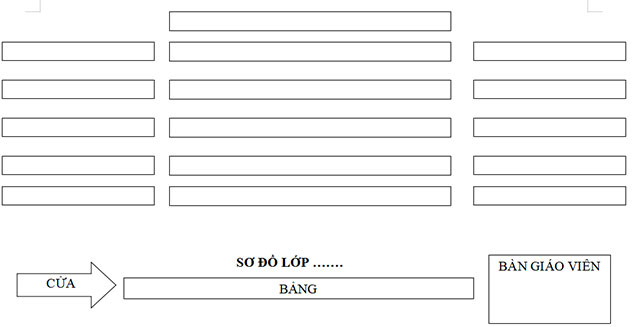 SƠ ĐỒ LỚP .......
BÀN GIÁO VIÊN
CỬA
BẢNG